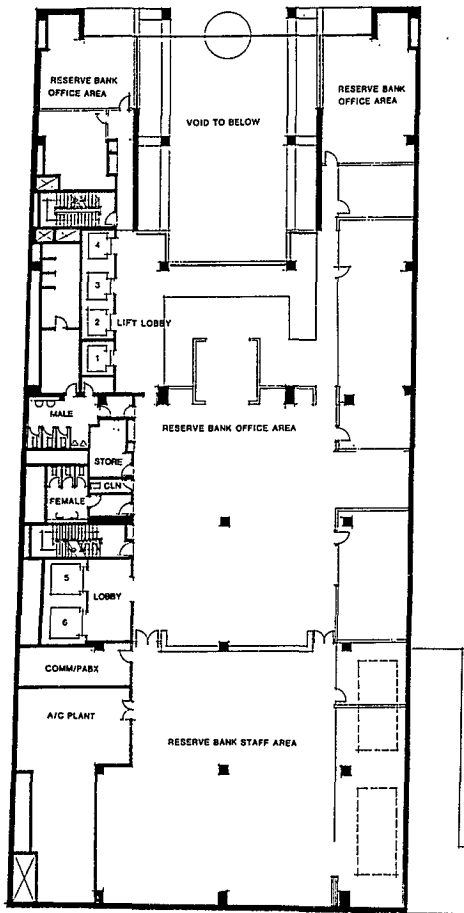 RESERVE BANK
OFFICE AREA
RESERVE BANK
OFFICE AREA
VOID TO BELOW
4
3
2
LIFT LOBBY
1
MALE
RESERVE BANK OFFICE AREA
STORE
CLN
FEMALE
5
LOBBY
6
COMM/PABX
A/C PLANT
RESERVE BANK STAFF AREA